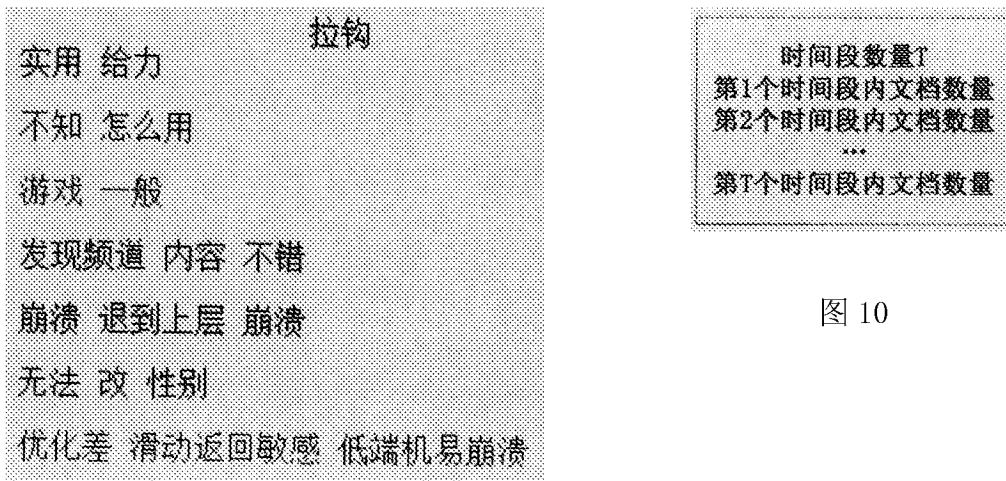 拉钩
实用 给力
不知 怎么用
游戏 一般
发现频道 内容 不错
崩溃 退到上层 崩溃
无法 改 性别
优化差 滑动返回敏感 低端机易崩溃
时间段数量T
第1个时间段内文档数量
第2个时间段内文档数量
...
第T个时间段内文档数量
图 10